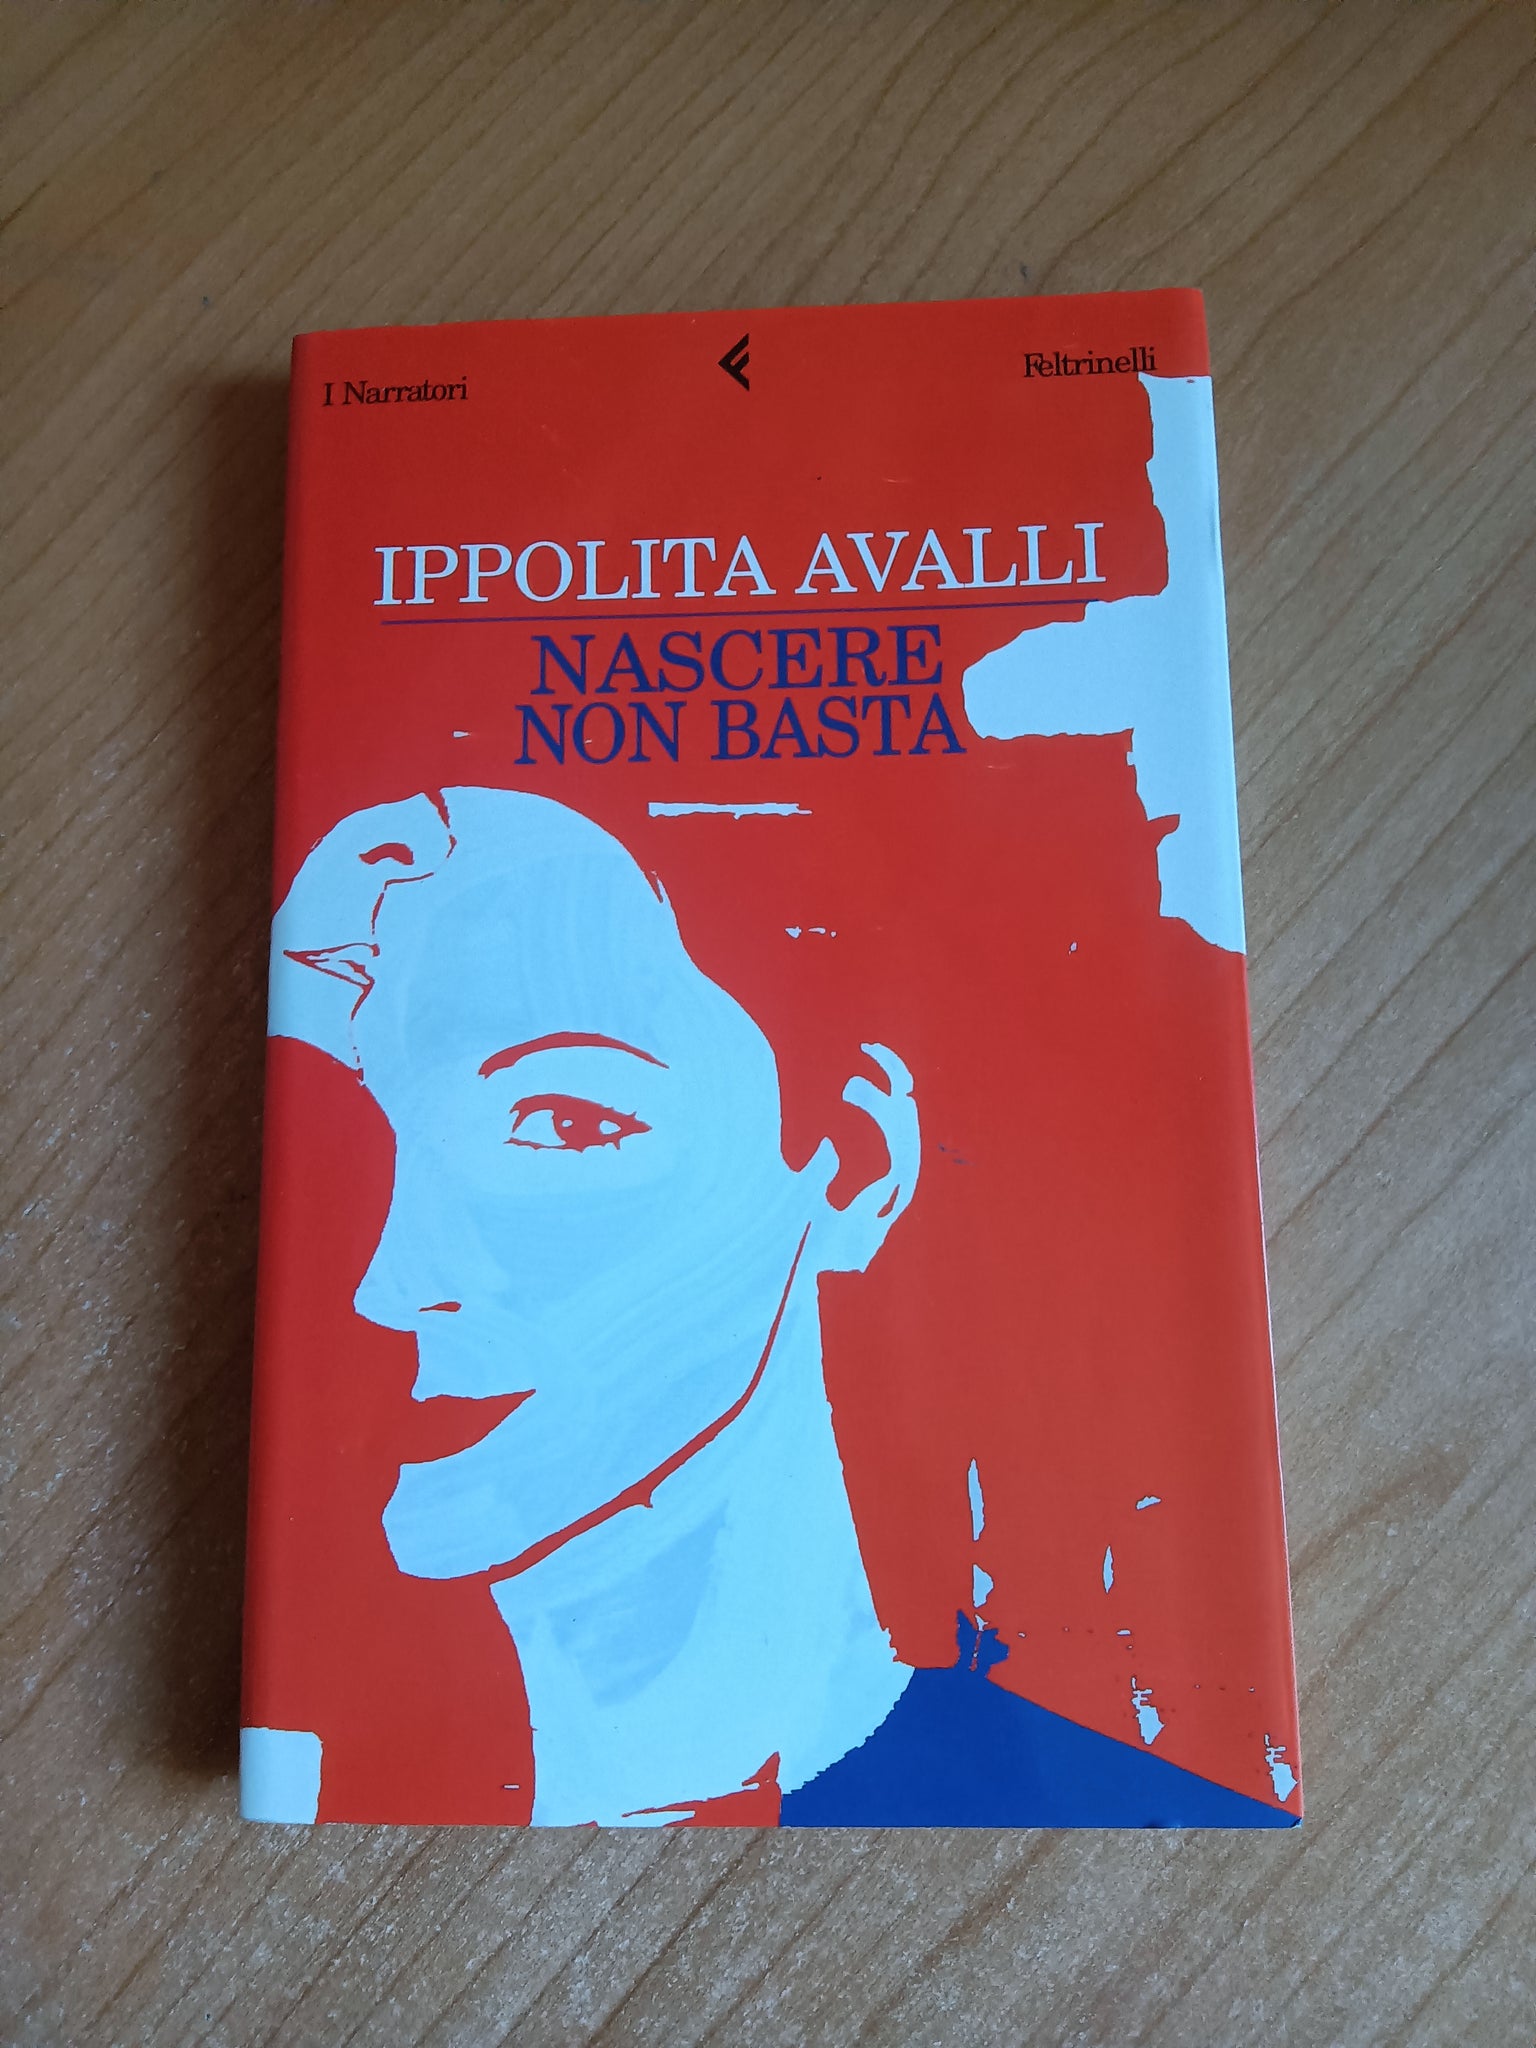 I Narratori
Feltrinelli
IPPOLITA AVALLI
NASCERE
NON BASTA